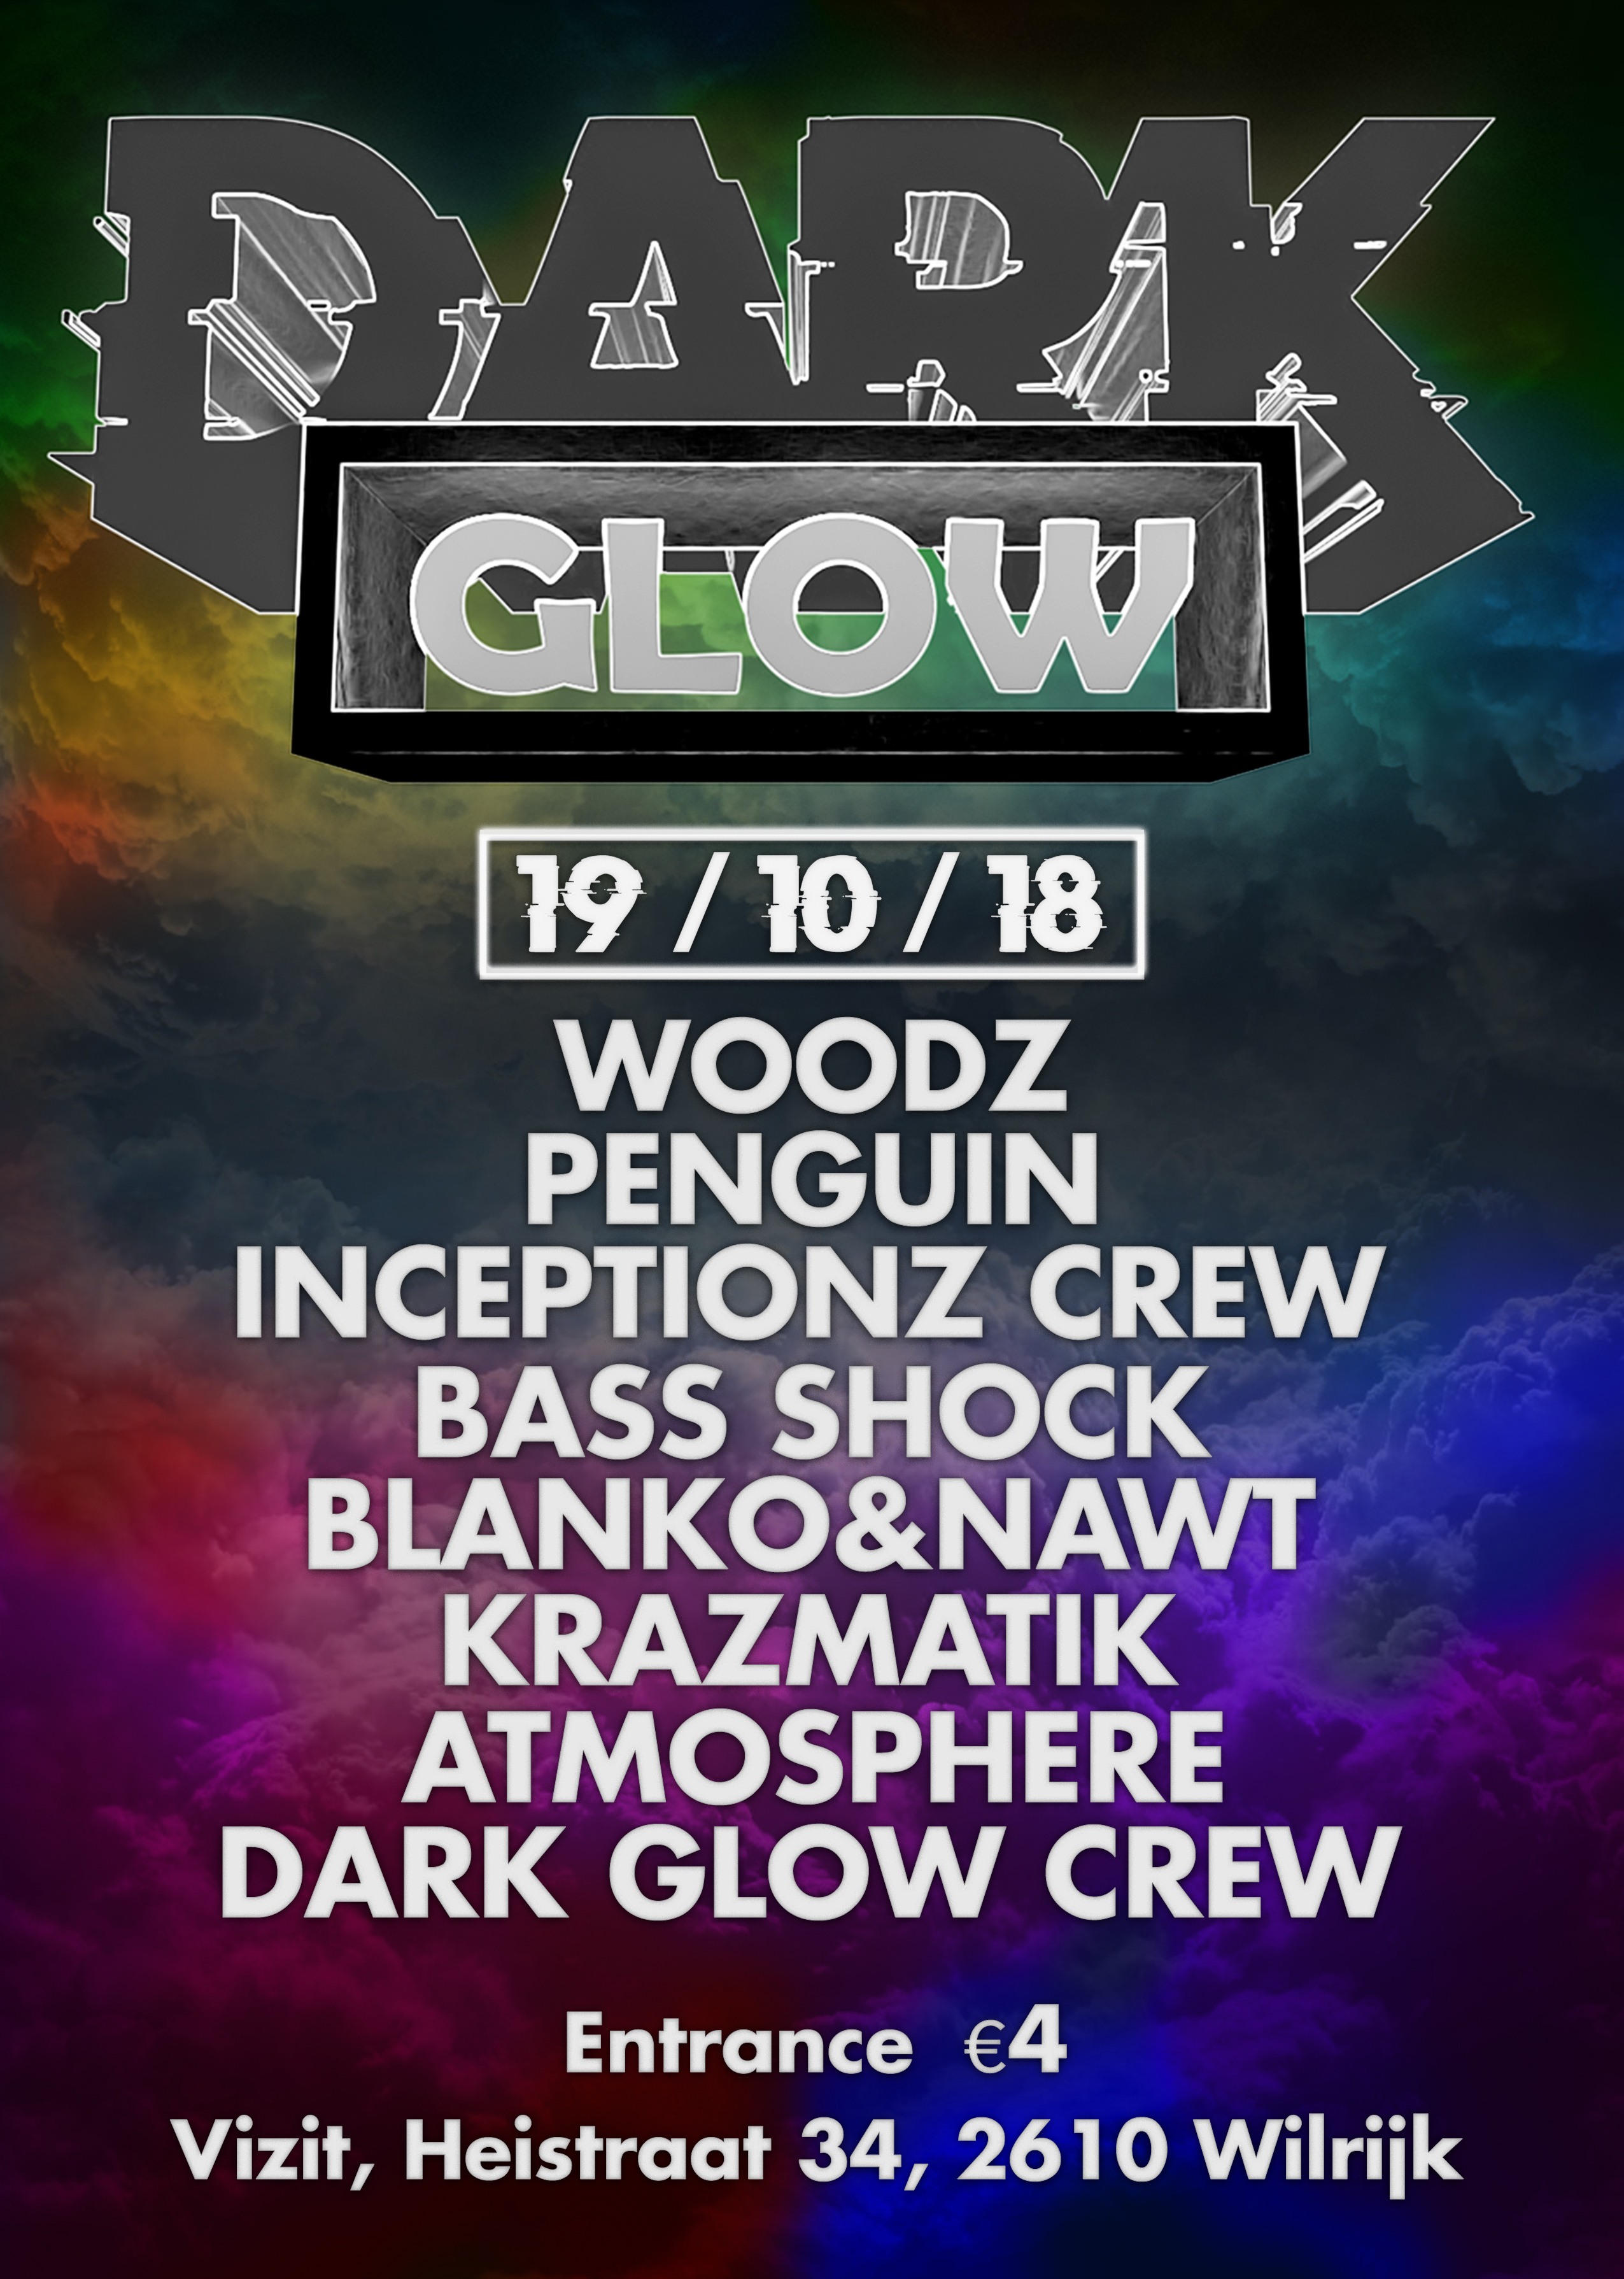 DARK
GLOW
19 / 10 / 18
WOODZ
PENGUIN
INCEPTIONZ CREW
BASS SHOCK
BLANKO&NAWT
KRAZMATIK
ATMOSPHERE
DARK GLOW CREW
Entrance €4
Vizit, Heistraat 34, 2610 Wilrijk